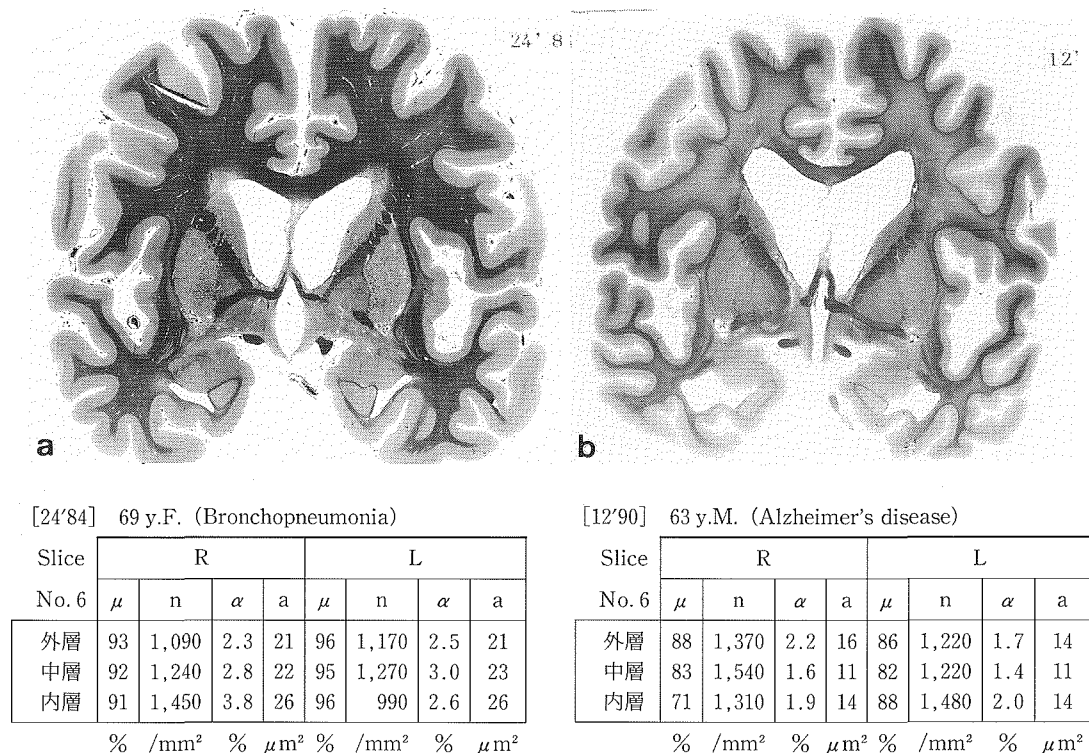 24' 8
12'
a
b
[24'84] 69 y.F. (Bronchopneumonia)
Slice R L
No. 6 μ n α a μ n α a
外層 93 1,090 2.3 21 96 1,170 2.5 21
中層 92 1,240 2.8 22 95 1,270 3.0 23
内層 91 1,450 3.8 26 96 990 2.6 26
% /mm² % μm² % /mm² % μm²
[12'90] 63 y.M. (Alzheimer's disease)
Slice R L
No. 6 μ n α a μ n α a
外層 88 1,370 2.2 16 86 1,220 1.7 14
中層 83 1,540 1.6 11 82 1,220 1.4 11
内層 71 1,310 1.9 14 88 1,480 2.0 14
% /mm² % μm² % /mm² % μm²